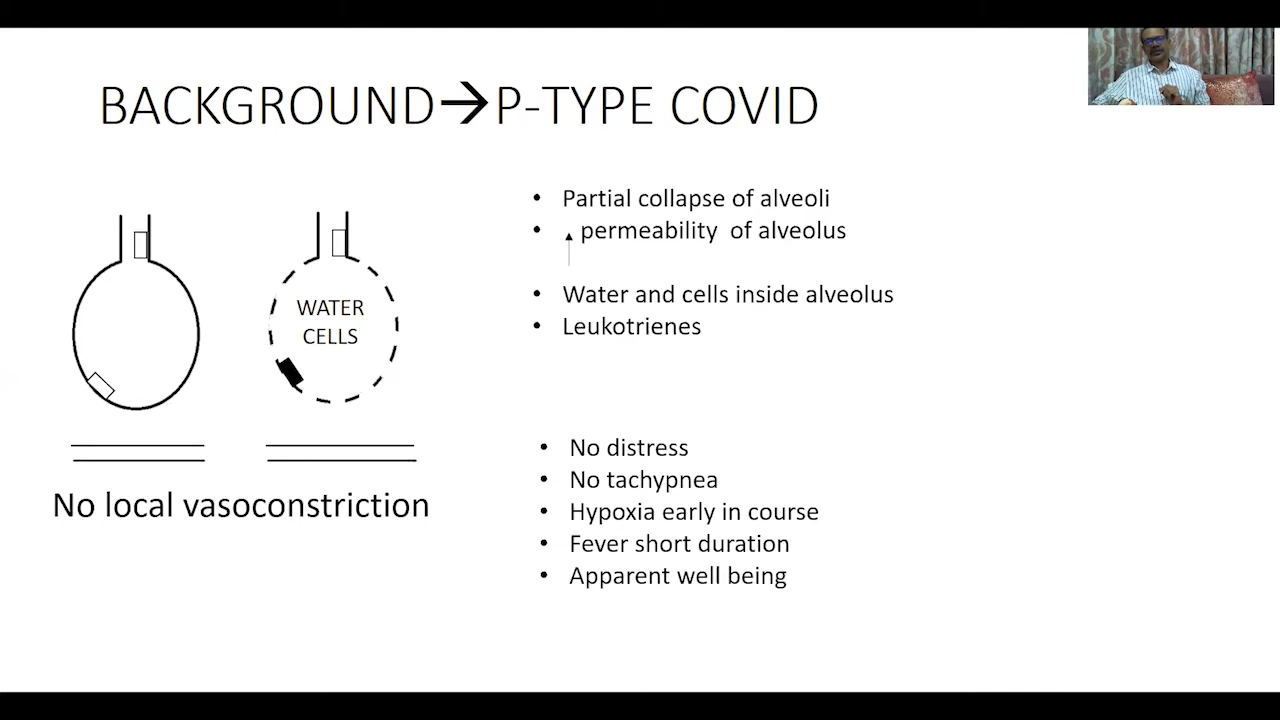 BACKGROUND→P-TYPE COVID
WATER
CELLS
No local vasoconstriction
• Partial collapse of alveoli
• ↑ permeability of alveolus
• Water and cells inside alveolus
• Leukotrienes
• No distress
• No tachypnea
• Hypoxia early in course
• Fever short duration
• Apparent well being